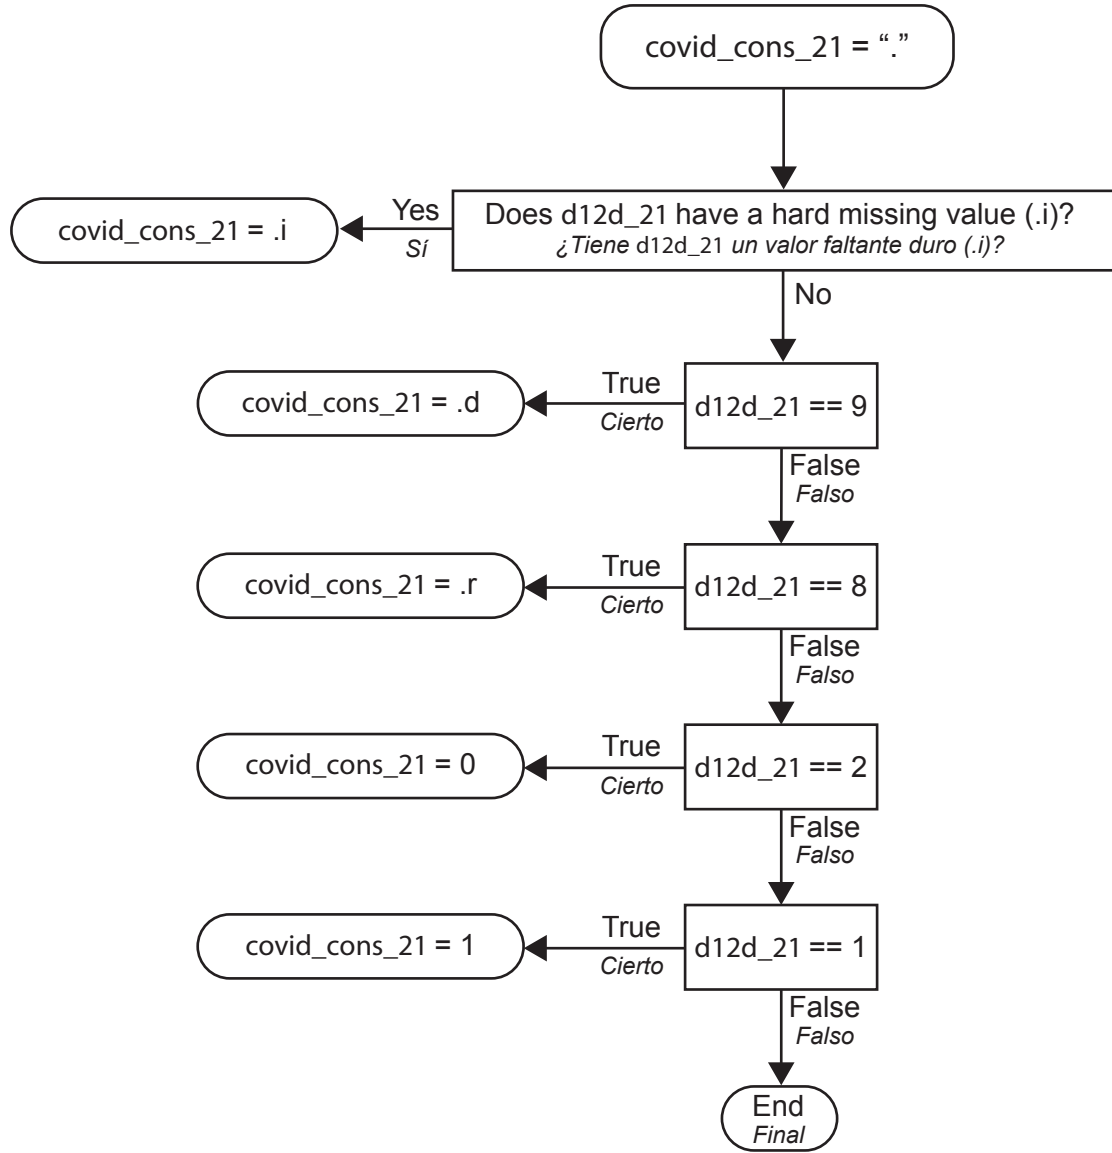 covid_cons_21 = “.”
Does d12d_21 have a hard missing value (.i)?
¿Tiene d12d_21 un valor faltante duro (.i)?
Yes
Sí
covid_cons_21 = .i
No
d12d_21 == 9
True
Cierto
covid_cons_21 = .d
False
Falso
d12d_21 == 8
True
Cierto
covid_cons_21 = .r
False
Falso
d12d_21 == 2
True
Cierto
covid_cons_21 = 0
False
Falso
d12d_21 == 1
True
Cierto
covid_cons_21 = 1
False
Falso
End
Final